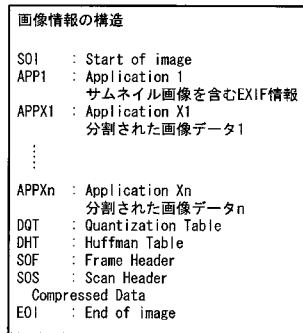 画像情報の構造
SOI : Start of image
APP1 : Application 1
サムネイル画像を含むEXIF情報
APPX1 : Application X1
分割された画像データ1
APPXn : Application Xn
分割された画像データn
DQT : Quantization Table
DHT : Huffman Table
SOF : Frame Header
SOS : Scan Header
Compressed Data
EOI : End of image